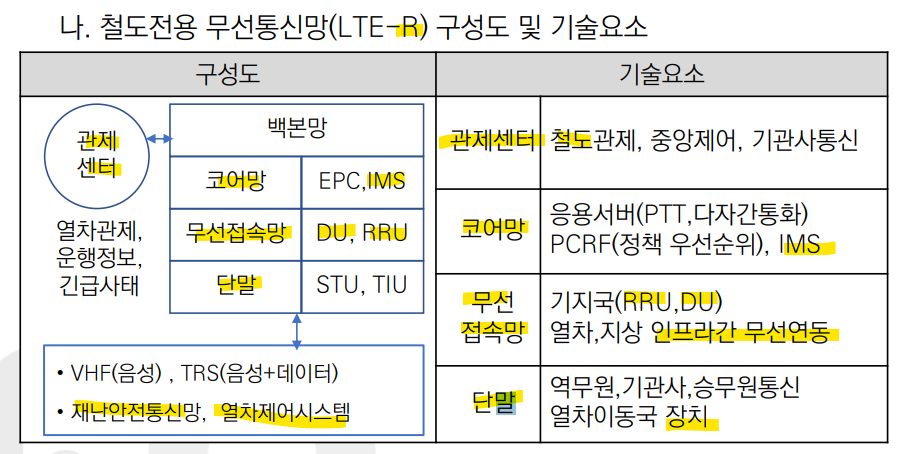 나. 철도전용 무선통신망(LTE-R) 구성도 및 기술요소
구성도
기술요소
관제
센터
열차관제,
운행정보,
긴급사태
백본망
코어망
EPC,IMS
무선접속망
DU, RRU
단말
STU, TIU
• VHF(음성) , TRS(음성+데이터)
• 재난안전통신망, 열차제어시스템
관제센터
철도관제, 중앙제어, 기관사통신
코어망
응용서버(PTT,다자간통화)
PCRF(정책 우선순위), IMS
무선
접속망
기지국(RRU,DU)
열차,지상 인프라간 무선연동
단말
역무원,기관사,승무원통신
열차이동국 장치